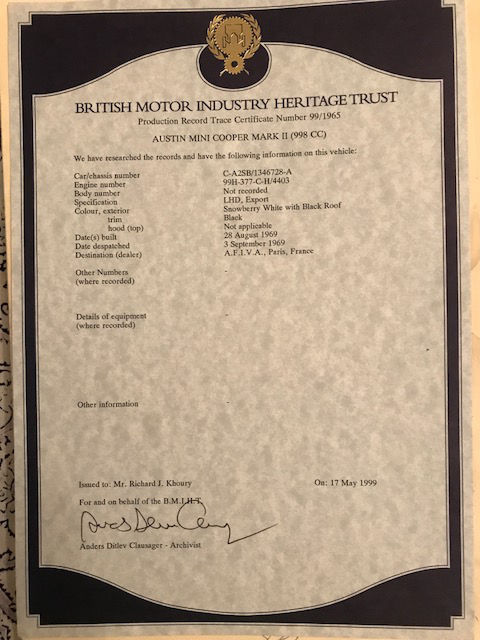 BRITISH MOTOR INDUSTRY HERITAGE TRUST
Production Record Trace Certificate Number 99/1965
AUSTIN MINI COOPER MARK II (998 CC)
We have researched the records and have the following information on this vehicle:
Car/chassis number C-A2SB/1346728-A
Engine number 99H-377-C-H/4403
Body number Not recorded
Specification LHD, Export
Colour, exterior Snowberry White with Black Roof
trim Black
hood (top) Not applicable
Date(s) built 28 August 1969
Date despatched 3 September 1969
Destination (dealer) A.F.I.V.A., Paris, France
Other Numbers -
(where recorded)
Details of equipment -
(where recorded)
Other information -
Issued to: Mr. Richard J. Khoury On: 17 May 1999
For and on behalf of the B.M.I.H.T.
Anders Ditlev Clausager - Archivist